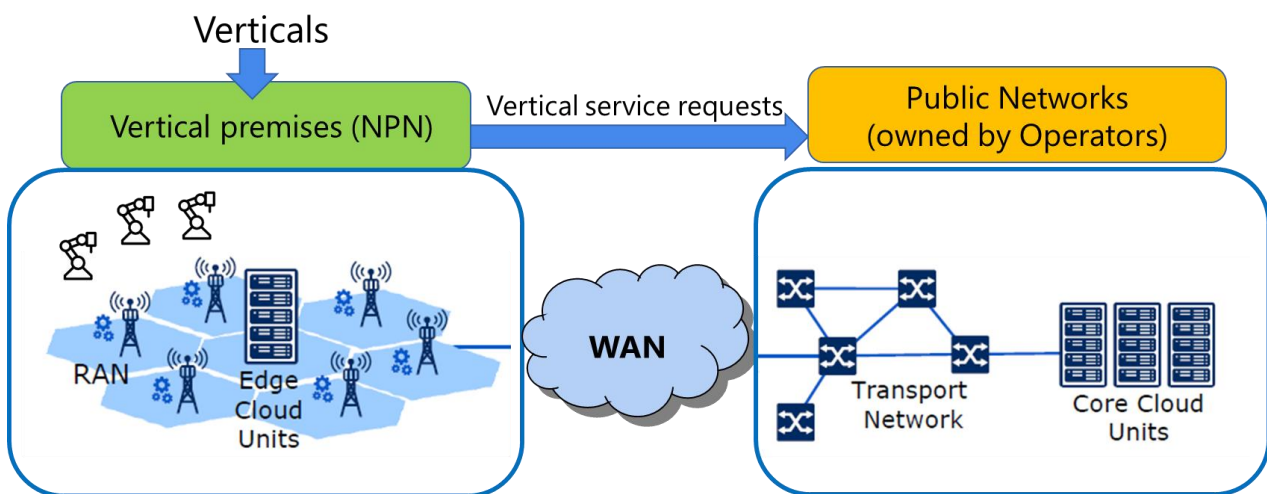 Verticals
Vertical premises (NPN)
Vertical service requests
Public Networks
(owned by Operators)
RAN
Edge
Cloud
Units
WAN
Transport
Network
Core Cloud
Units